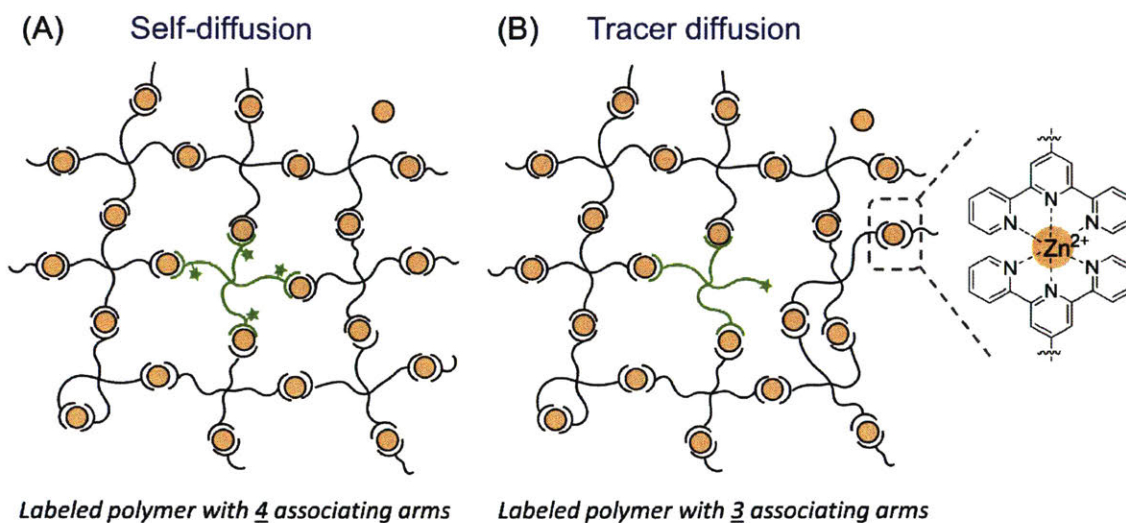 (A) Self-diffusion
(B) Tracer diffusion
N N N
Zn2+
N N N
Labeled polymer with 4 associating arms
Labeled polymer with 3 associating arms